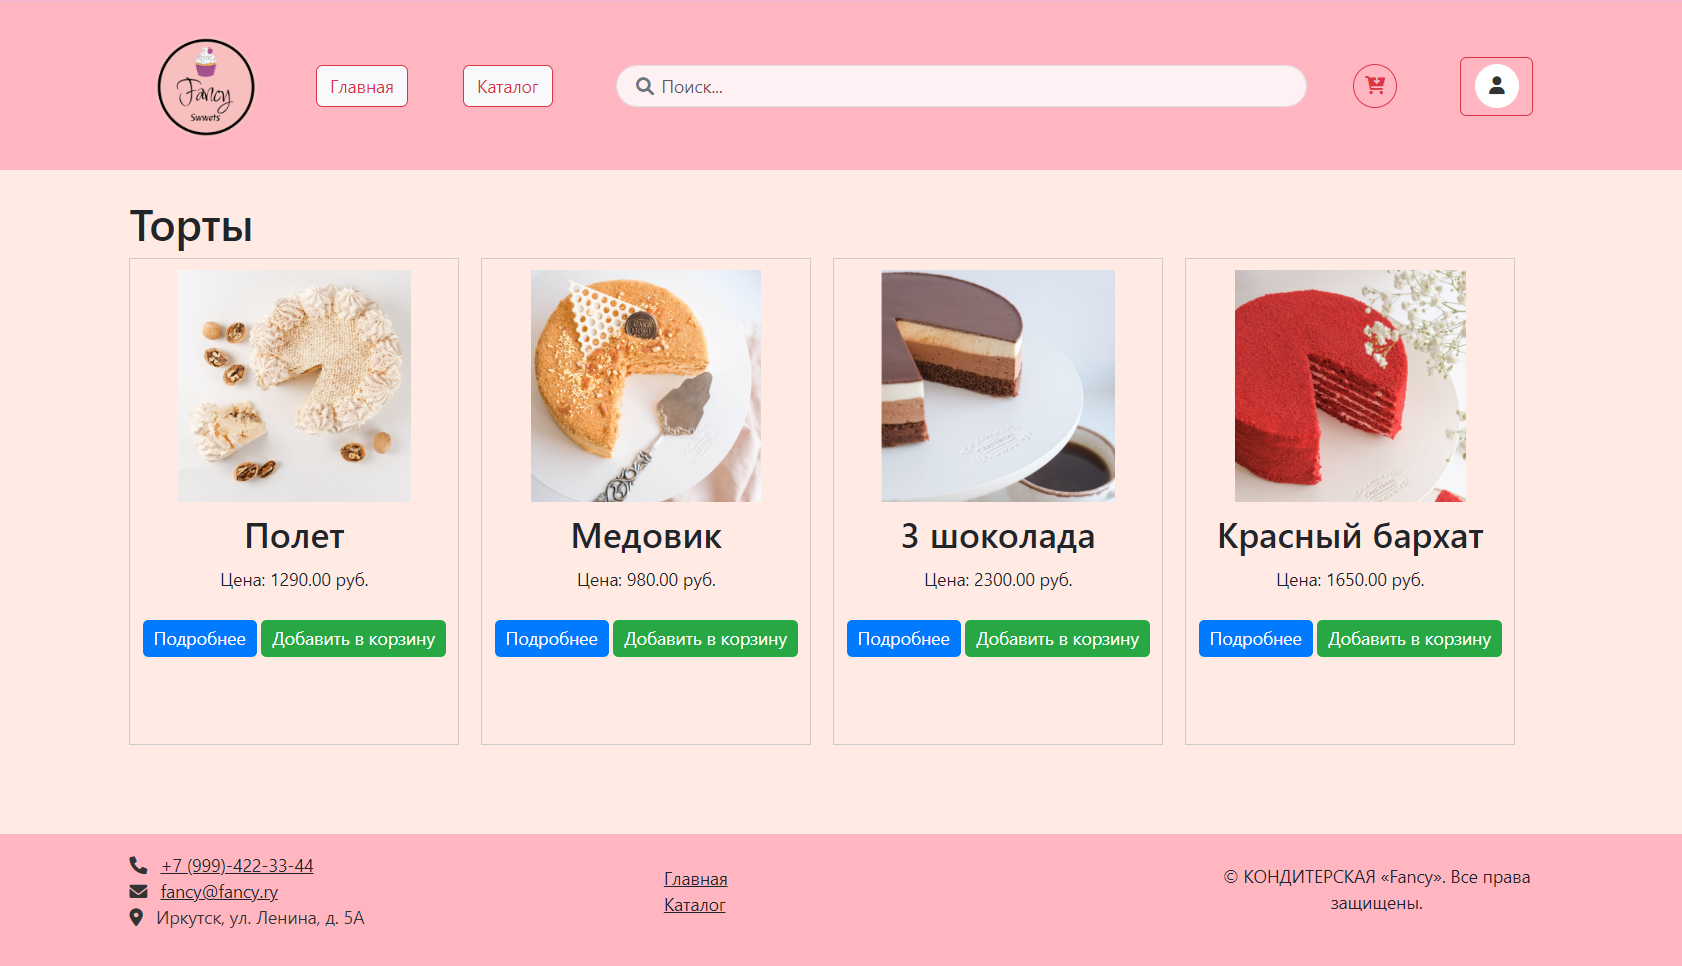 Fancy
Swwets
Главная
Каталог
Поиск...
Торты
Полет
Цена: 1290.00 руб.
Подробнее
Добавить в корзину
Медовик
Цена: 980.00 руб.
Подробнее
Добавить в корзину
3 шоколада
Цена: 2300.00 руб.
Подробнее
Добавить в корзину
Красный бархат
Цена: 1650.00 руб.
Подробнее
Добавить в корзину
+7 (999)-422-33-44
fancy@fancy.ry
Иркутск, ул. Ленина, д. 5А
Главная
Каталог
© КОНДИТЕРСКАЯ «Fancy». Все права
защищены.